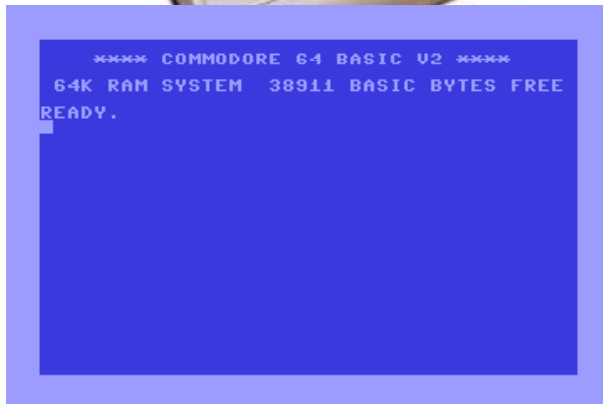 **** COMMODORE 64 BASIC V2 ****
64K RAM SYSTEM  38911 BASIC BYTES FREE
READY.